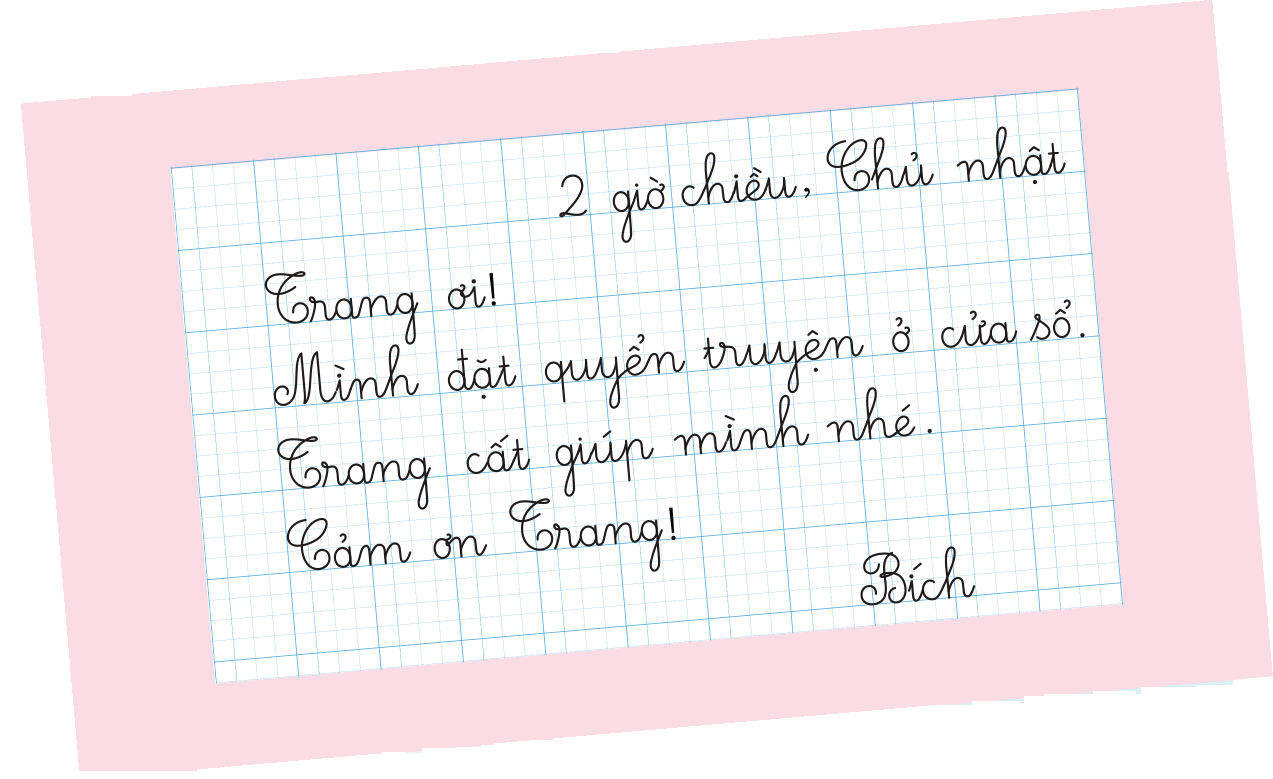 2 giờ chiều, Chủ nhật
Trang ơi!
Mình đặt quyển truyện ở cửa sổ.
Trang cất giúp mình nhé.
Cảm ơn Trang!
Bích